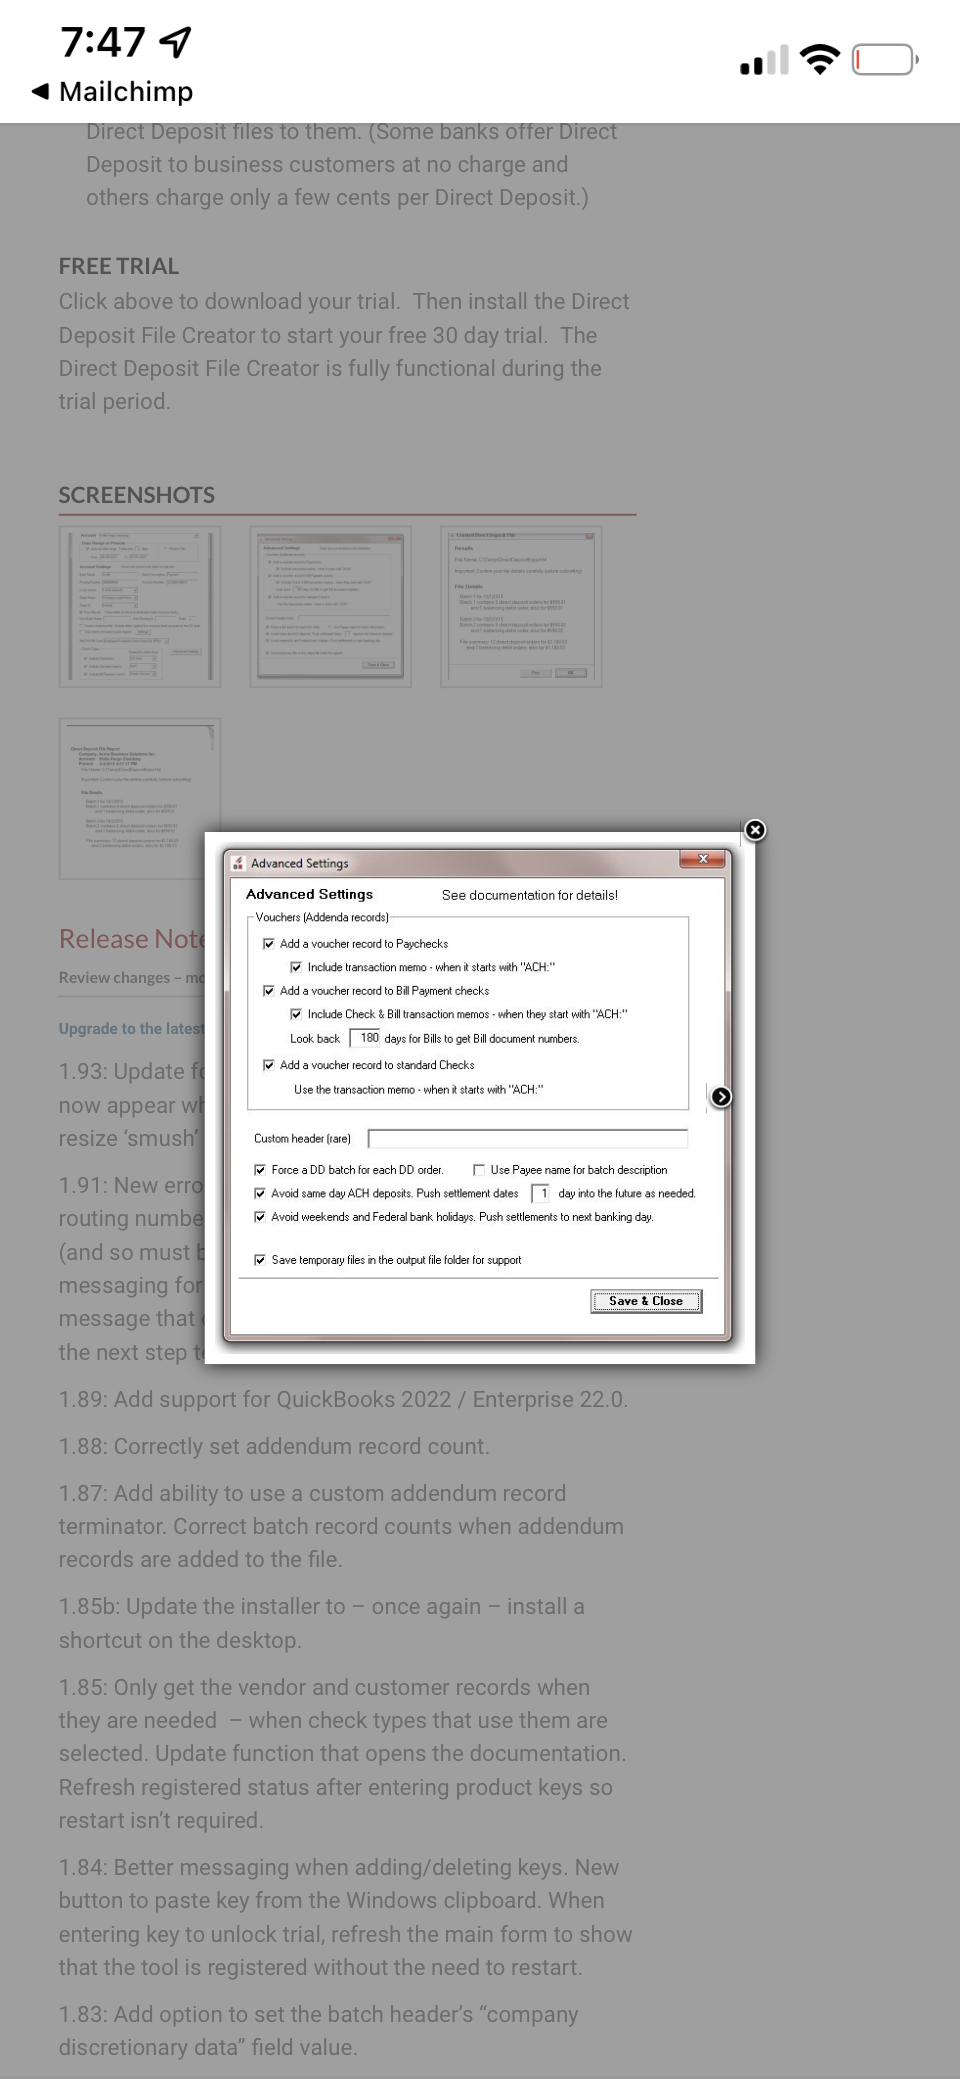 7:47
Mailchimp
Direct Deposit files to them. (Some banks offer Direct
Deposit to business customers at no charge and
others charge only a few cents per Direct Deposit.)
FREE TRIAL
Click above to download your trial.  Then install the Direct
Deposit File Creator to start your free 30 day trial.  The
Direct Deposit File Creator is fully functional during the
trial period.
SCREENSHOTS
Advanced Settings
Advanced Settings See documentation for details!
Vouchers (Addenda records)
Add a voucher record to Paychecks
Include transaction memo - when it starts with "ACH:"
Add a voucher record to Bill Payment checks
Include Check & Bill transaction memos - when they start with "ACH:"
Look back 180 days for Bills to get Bill document numbers.
Add a voucher record to standard Checks
Use the transaction memo - when it starts with "ACH:"
Custom header (rare)
Force a DD batch for each DD order. Use Payee name for batch description
Avoid same day ACH deposits. Push settlement dates 1 day into the future as needed.
Avoid weekends and Federal bank holidays. Push settlements to next banking day.
Save temporary files in the output file folder for support
Save & Close
Release Note
Review changes – mo
Upgrade to the latest
1.93: Update fo
now appear wh
resize ‘smush’
1.91: New erro
routing numbe
(and so must b
messaging for
message that
the next step t
1.89: Add support for QuickBooks 2022 / Enterprise 22.0.
1.88: Correctly set addendum record count.
1.87: Add ability to use a custom addendum record
terminator. Correct batch record counts when addendum
records are added to the file.
1.85b: Update the installer to – once again – install a
shortcut on the desktop.
1.85: Only get the vendor and customer records when
they are needed  – when check types that use them are
selected. Update function that opens the documentation.
Refresh registered status after entering product keys so
restart isn’t required.
1.84: Better messaging when adding/deleting keys. New
button to paste key from the Windows clipboard. When
entering key to unlock trial, refresh the main form to show
that the tool is registered without the need to restart.
1.83: Add option to set the batch header’s “company
discretionary data” field value.